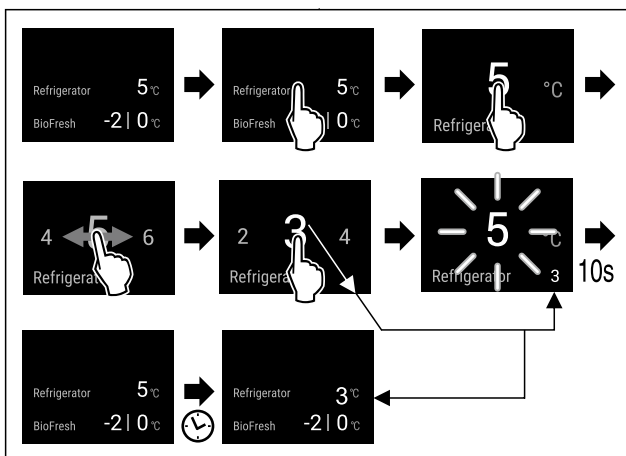 Refrigerator 5 °C
BioFresh -2 | 0 °C
Refrigerator 5 °C
BioFresh | 0 °C
5 °C
Refrigera
4 5 6
Refrigerat
2 3 4
Refrigera
5 °C
Refrigerator 3
10s
Refrigerator 5 °C
BioFresh -2 | 0 °C
Refrigerator 3 °C
BioFresh -2 | 0 °C